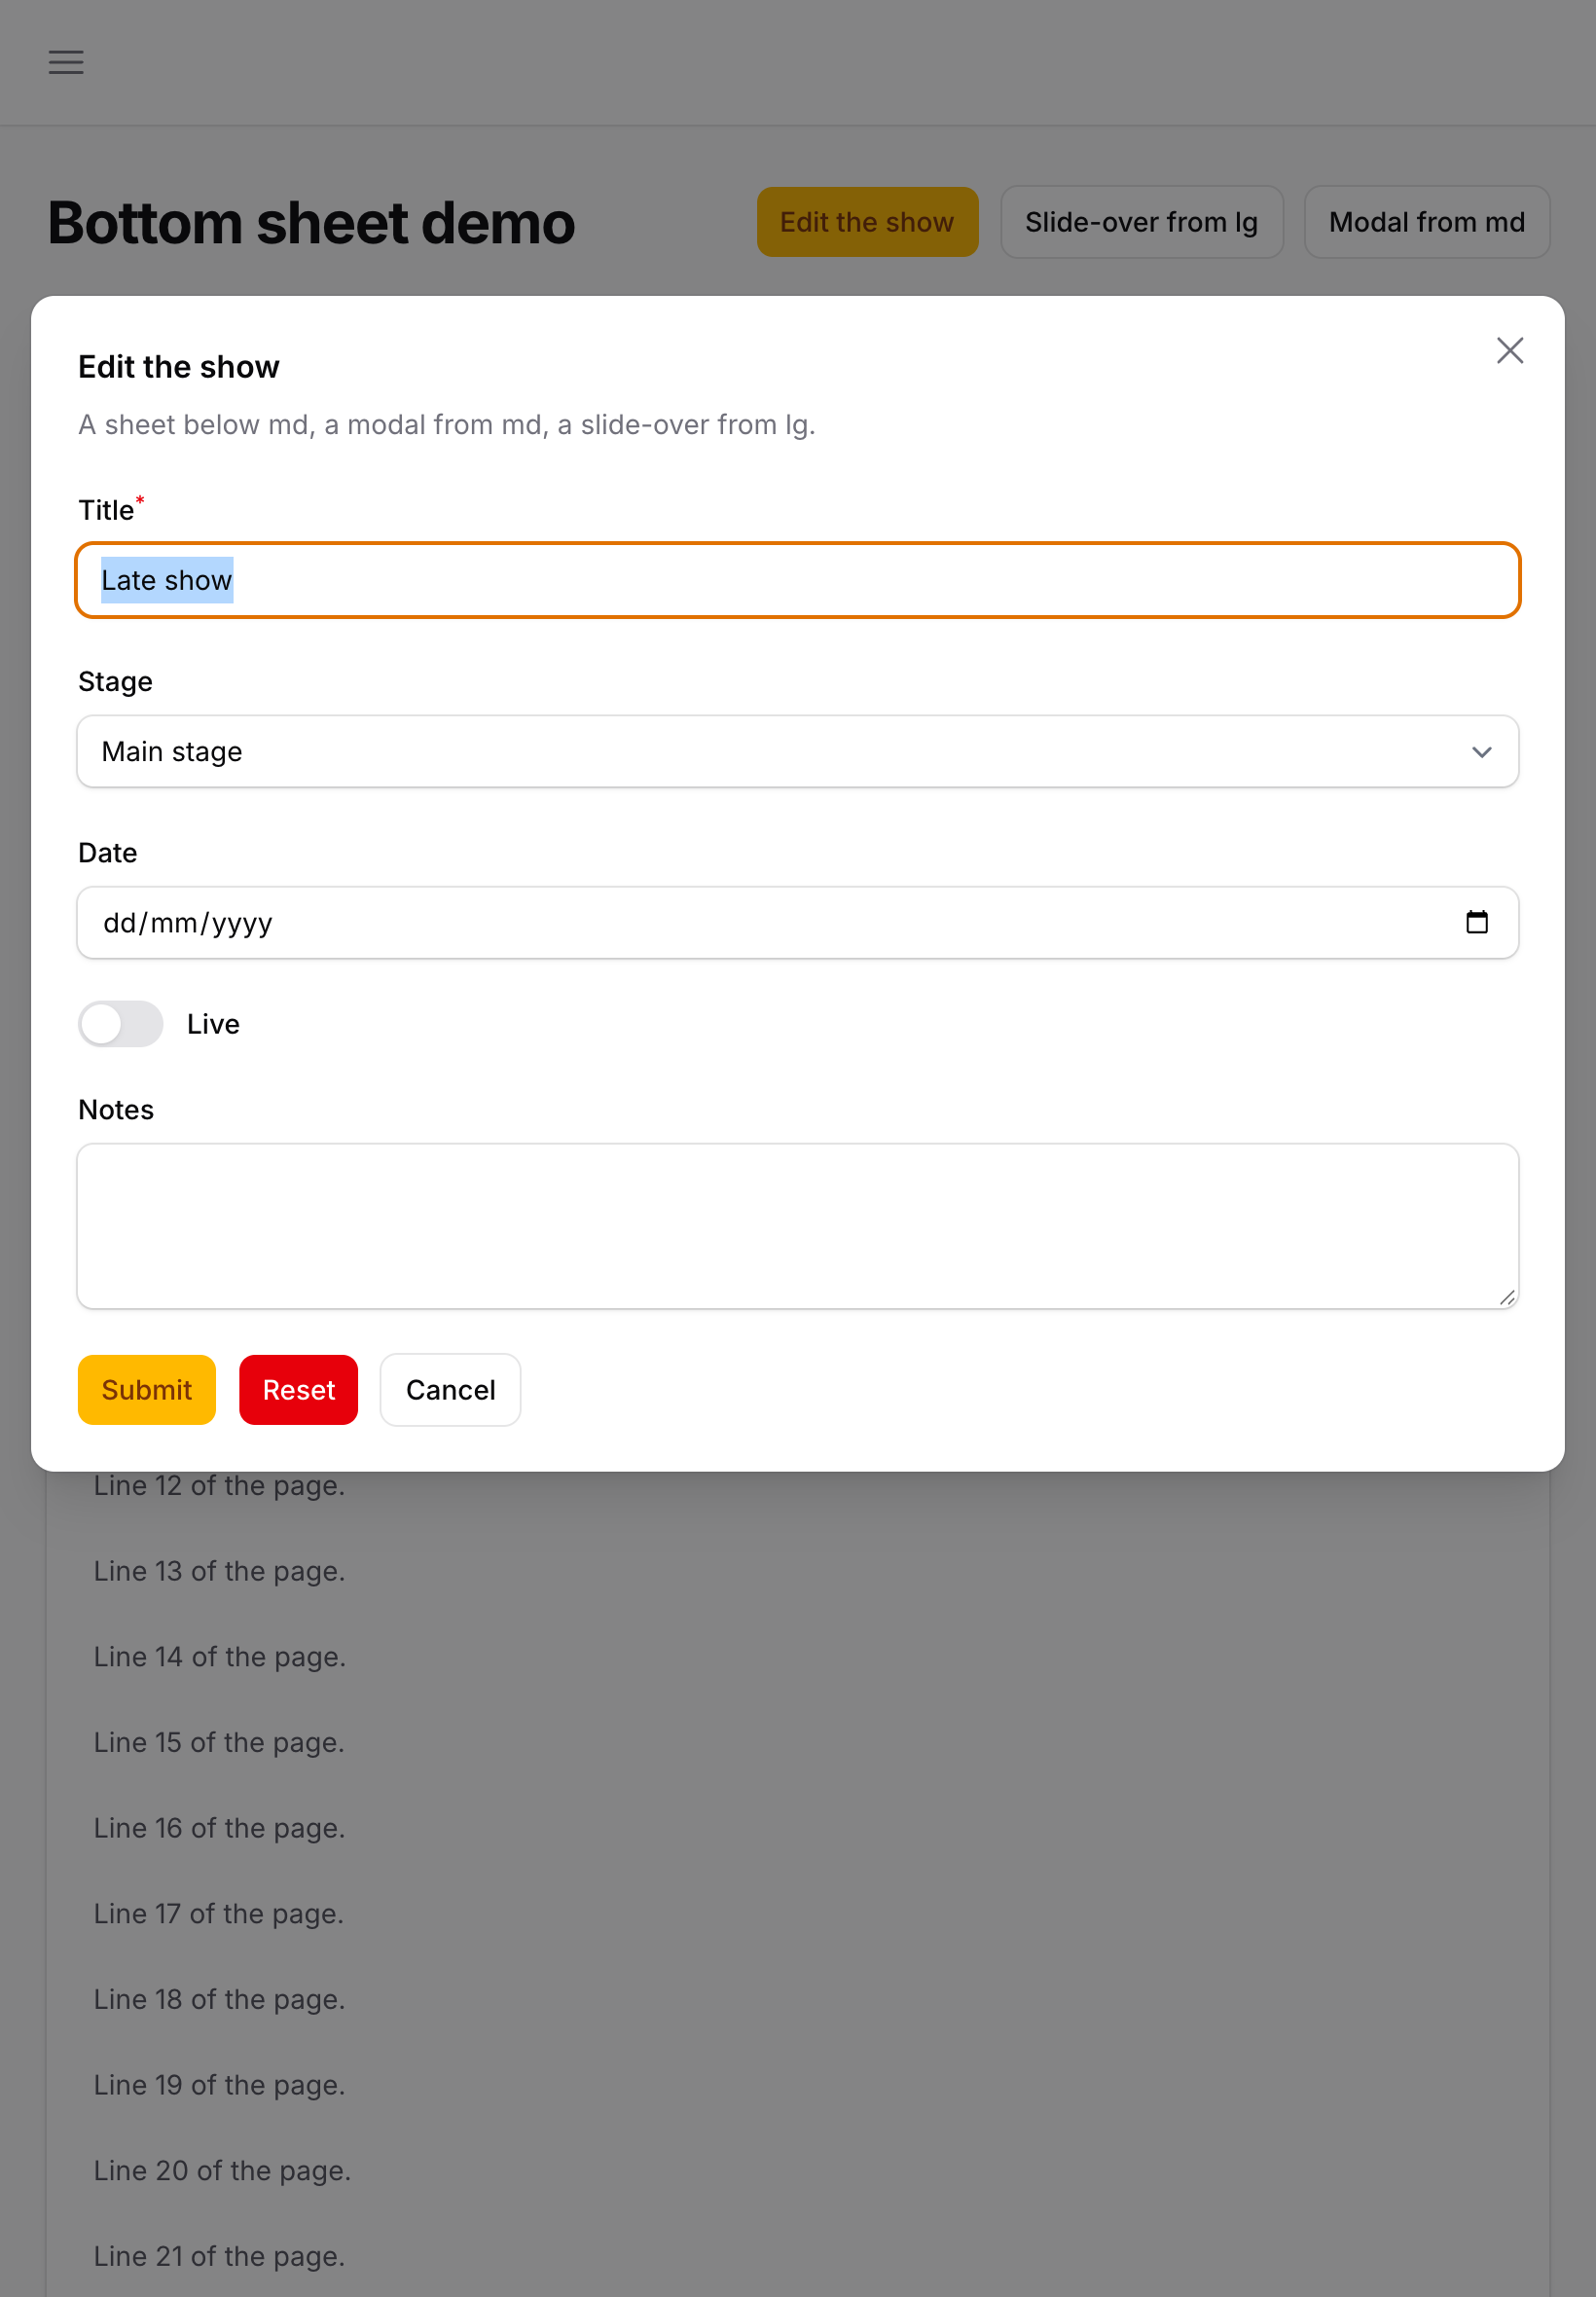 Bottom sheet demo
Edit the show
Slide-over from lg
Modal from md
Edit the show
A sheet below md, a modal from md, a slide-over from lg.
Title*
Late show
Stage
Main stage
Date
dd/mm/yyyy
Live
Notes
Submit
Reset
Cancel
Line 12 of the page.
Line 13 of the page.
Line 14 of the page.
Line 15 of the page.
Line 16 of the page.
Line 17 of the page.
Line 18 of the page.
Line 19 of the page.
Line 20 of the page.
Line 21 of the page.